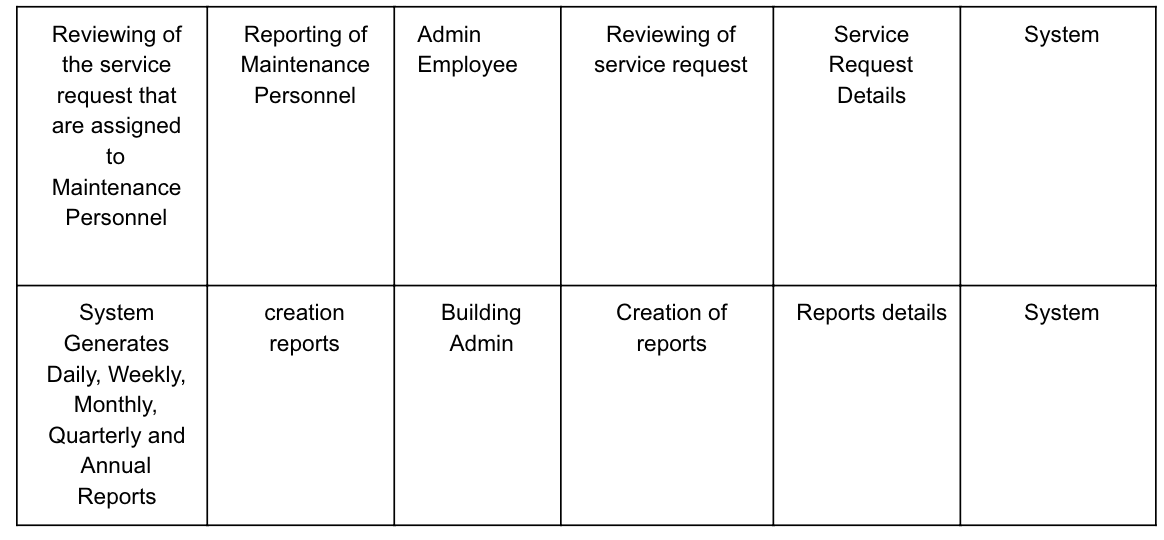 Reviewing of
the service
request that
are assigned
to
Maintenance
Personnel
Reporting of
Maintenance
Personnel
Admin
Employee
Reviewing of
service request
Service
Request
Details
System
System
Generates
Daily, Weekly,
Monthly,
Quarterly and
Annual
Reports
creation
reports
Building
Admin
Creation of
reports
Reports details
System